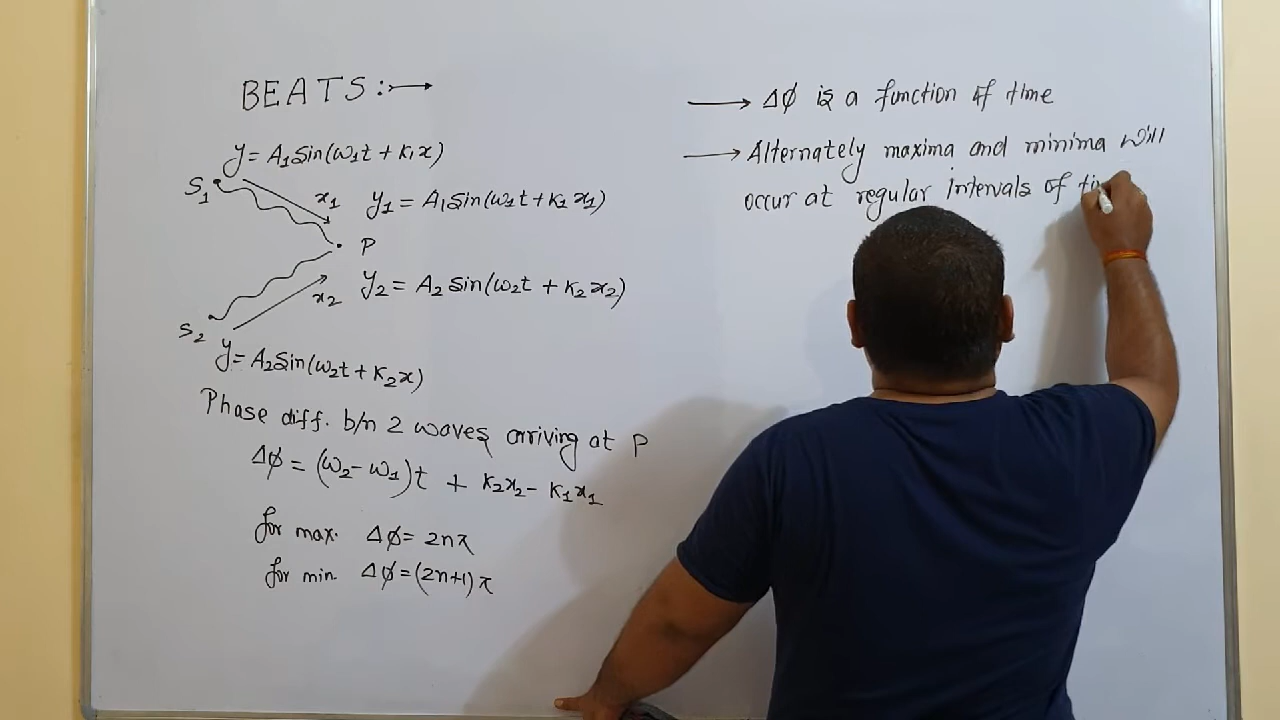 BEATS :→
y = A₁ Sin(ω₁t + K₁x)
S₁
x₁
y₁ = A₁ Sin(ω₁t + K₁x₁)
P
x₂
y₂ = A₂ Sin(ω₂t + K₂x₂)
S₂
y = A₂ Sin(ω₂t + K₂x)
Phase diff. b/n 2 waves arriving at P
Δφ = (ω₂ - ω₁)t + K₂x₂ - K₁x₁
for max. Δφ = 2nπ
for min. Δφ = (2n+1)π
→ Δφ is a function of time
→ Alternately maxima and minima will
occur at regular intervals of